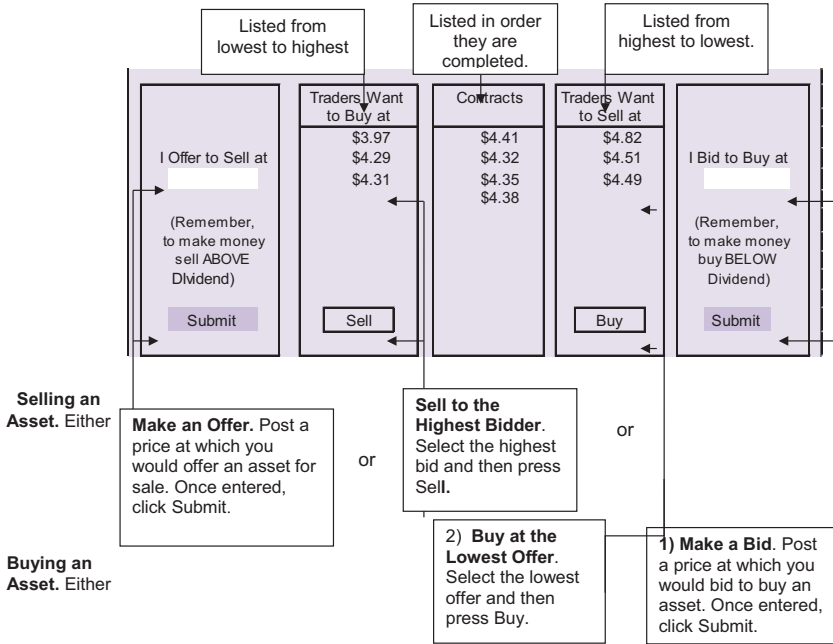 Listed from
lowest to highest
Listed in order
they are
completed.
Listed from
highest to lowest.
I Offer to Sell at
(Remember,
to make money
sell ABOVE
DIvidend)
Submit
Traders Want
to Buy at
$3.97
$4.29
$4.31
Sell
Contracts
$4.41
$4.32
$4.35
$4.38
Traders Want
to Sell at
$4.82
$4.51
$4.49
Buy
I Bid to Buy at
(Remember,
to make money
buy BELOW
Dividend)
Submit
Selling an
Asset. Either
Make an Offer. Post a
price at which you
would offer an asset for
sale. Once entered,
click Submit.
or
Sell to the
Highest Bidder.
Select the highest
bid and then press
Sell.
or
Buying an
Asset. Either
2) Buy at the
Lowest Offer.
Select the lowest
offer and then
press Buy.
1) Make a Bid. Post
a price at which you
would bid to buy an
asset. Once entered,
click Submit.